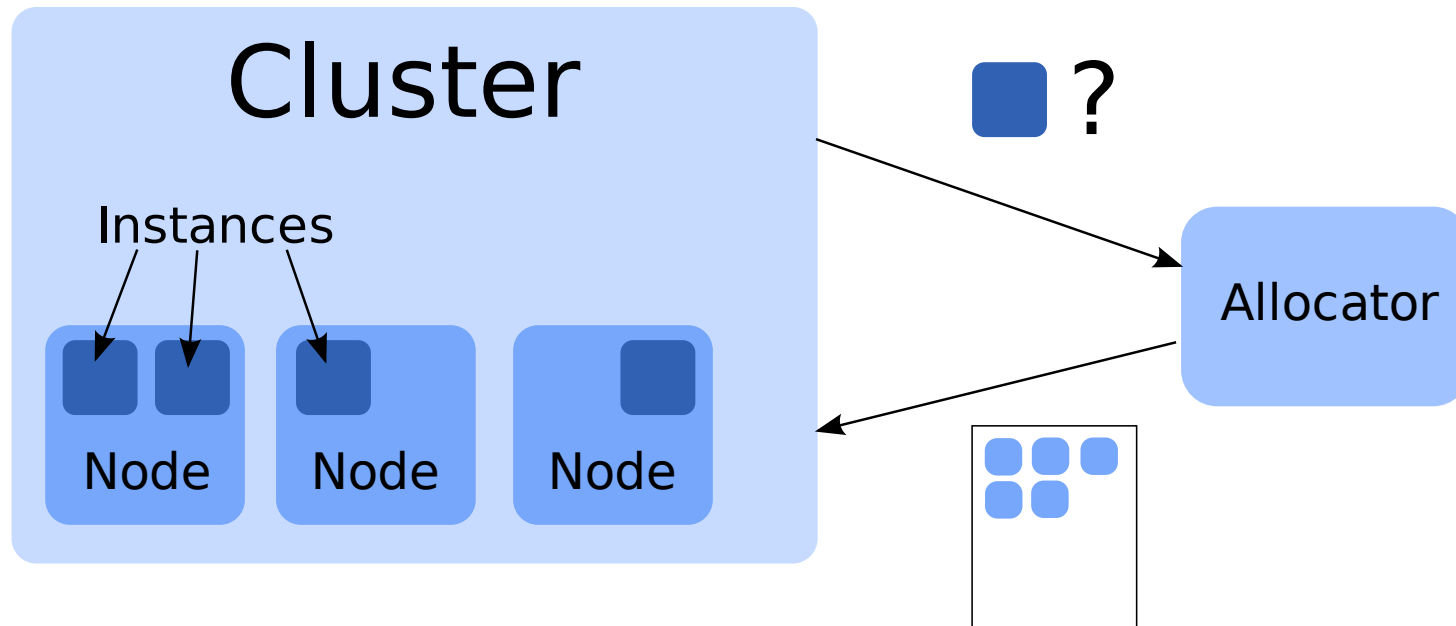 Cluster
?
Instances
Allocator
Node
Node
Node